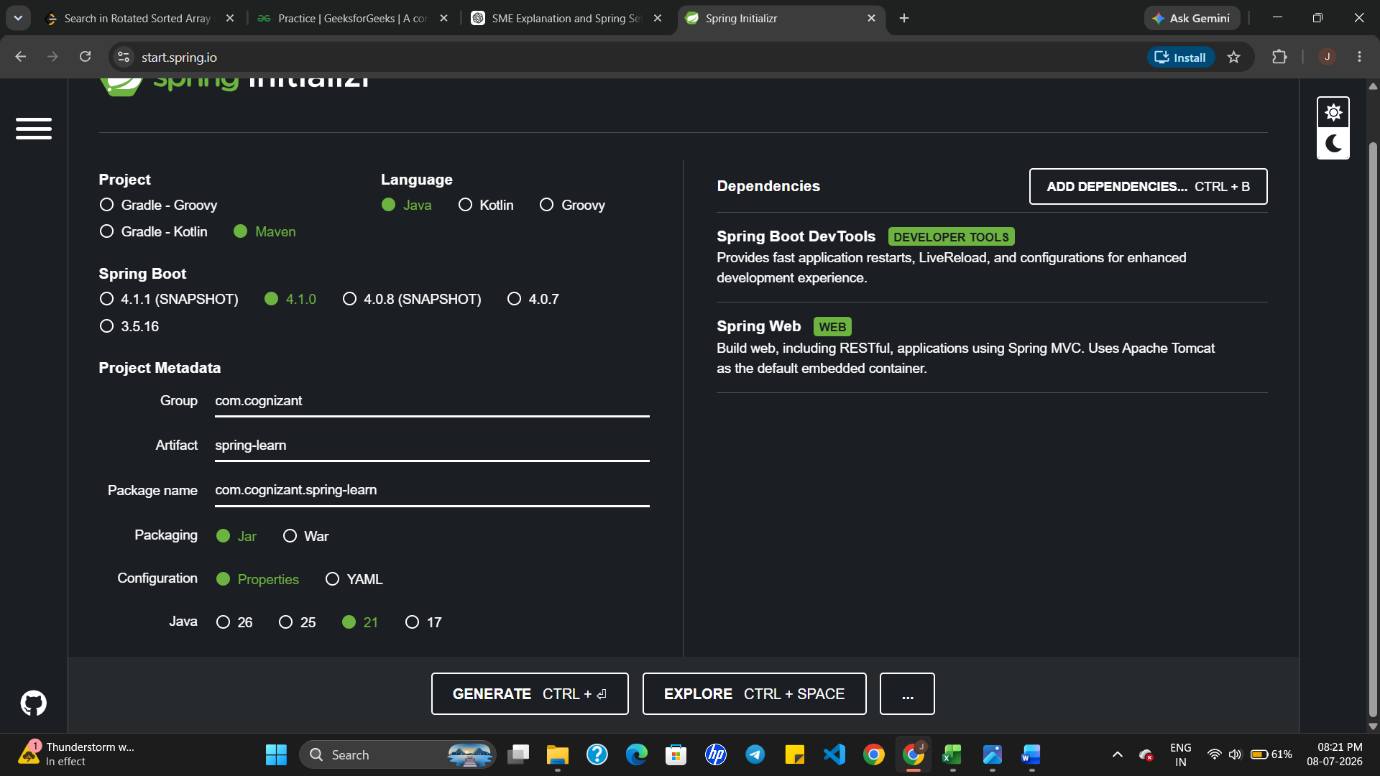 Search in Rotated Sorted Array
Practice | GeeksforGeeks | A co
SME Explanation and Spring Se
Spring Initializr
Ask Gemini
start.spring.io
Install
J
spring initializr
Project
Gradle - Groovy
Gradle - Kotlin
Maven
Language
Java
Kotlin
Groovy
Spring Boot
4.1.1 (SNAPSHOT)
4.1.0
4.0.8 (SNAPSHOT)
4.0.7
3.5.16
Project Metadata
Group com.cognizant
Artifact spring-learn
Package name com.cognizant.spring-learn
Packaging Jar War
Configuration Properties YAML
Java 26 25 21 17
Dependencies
ADD DEPENDENCIES... CTRL + B
Spring Boot DevTools DEVELOPER TOOLS
Provides fast application restarts, LiveReload, and configurations for enhanced
development experience.
Spring Web WEB
Build web, including RESTful, applications using Spring MVC. Uses Apache Tomcat
as the default embedded container.
GENERATE CTRL + ⏎
EXPLORE CTRL + SPACE
...
1
Thunderstorm w...
In effect
Search
hp
J
ENG
IN
61%
08:21 PM
08-07-2026